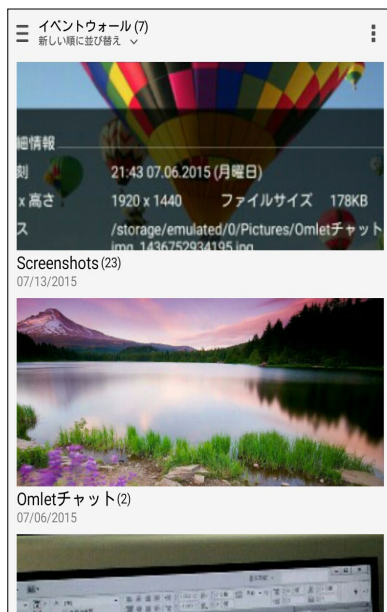 イベントウォール (7)
新しい順に並び替え
細情報
刻 21:43 07.06.2015 (月曜日)
x 高さ 1920 x 1440 ファイルサイズ 178KB
ス /storage/emulated/0/Pictures/Omletチャット
img_1436752934195.jpg
Screenshots (23)
07/13/2015
Omletチャット(2)
07/06/2015